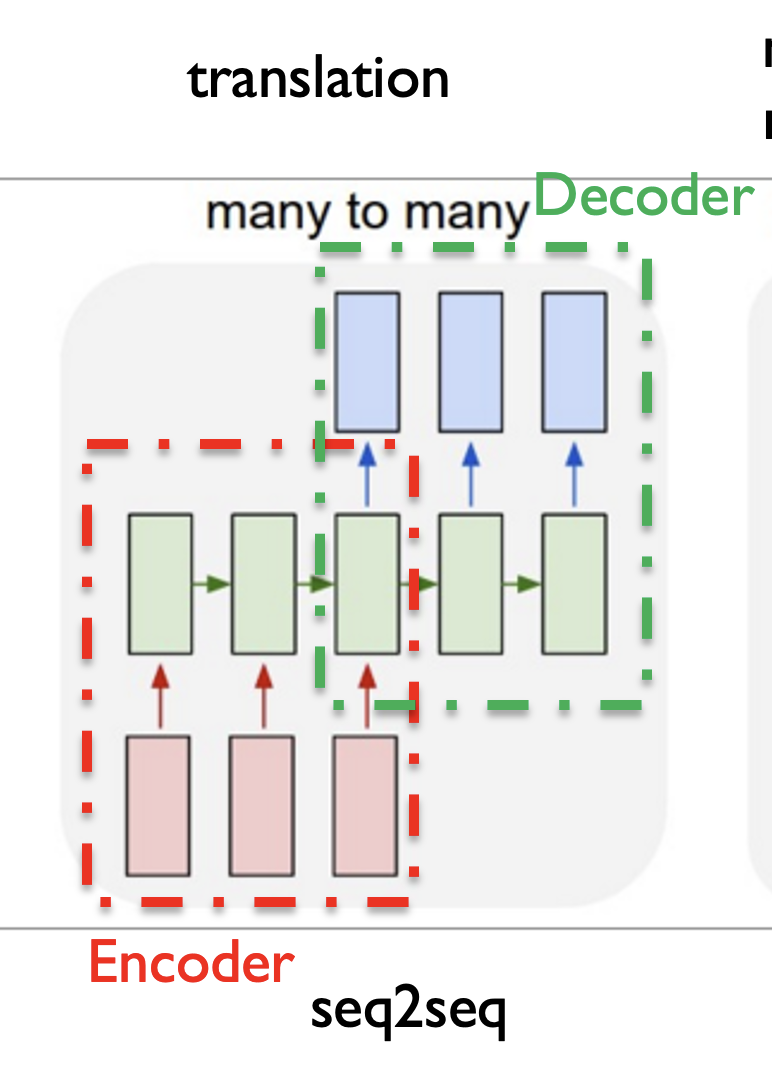 translation
many to many
Decoder
Encoder
seq2seq